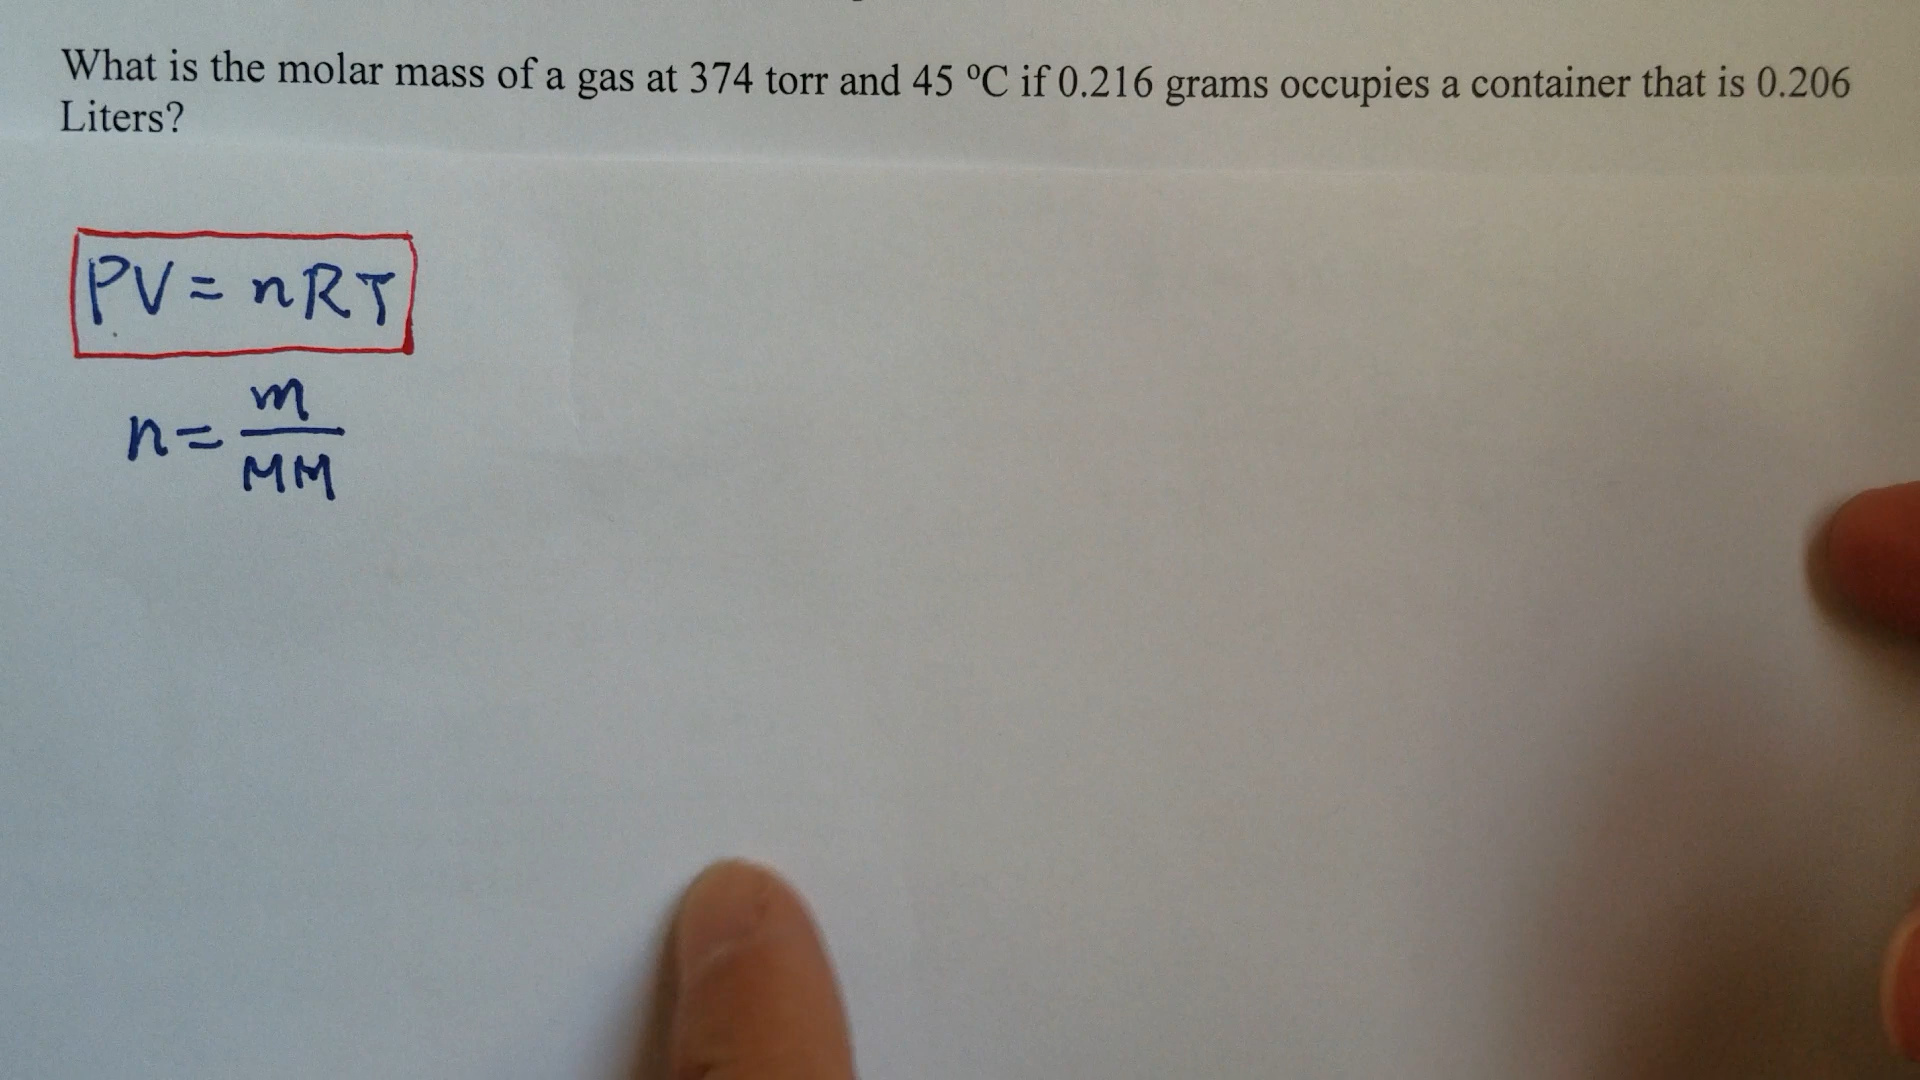 What is the molar mass of a gas at 374 torr and 45 ºC if 0.216 grams occupies a container that is 0.206
Liters?
PV = nRT
n = m
MM